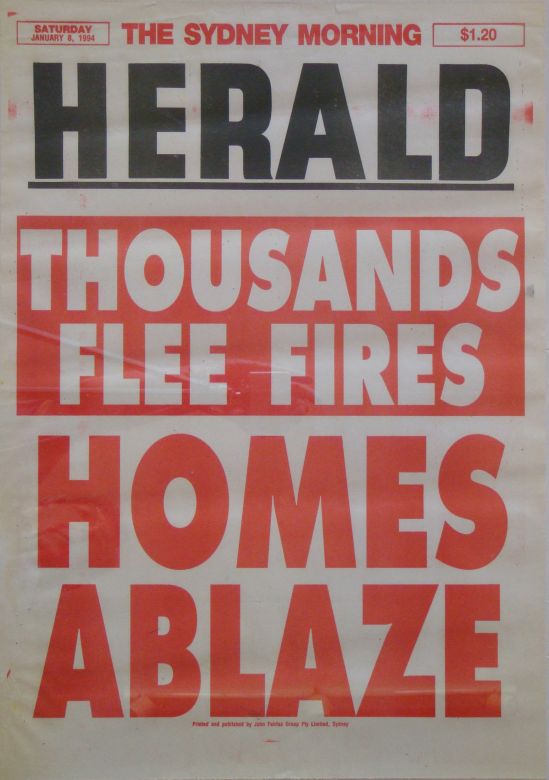 SATURDAY
JANUARY 8, 1994
THE SYDNEY MORNING
$1.20
HERALD
THOUSANDS
FLEE FIRES
HOMES
ABLAZE
Printed and published by John Fairfax Group Pty Limited, Sydney